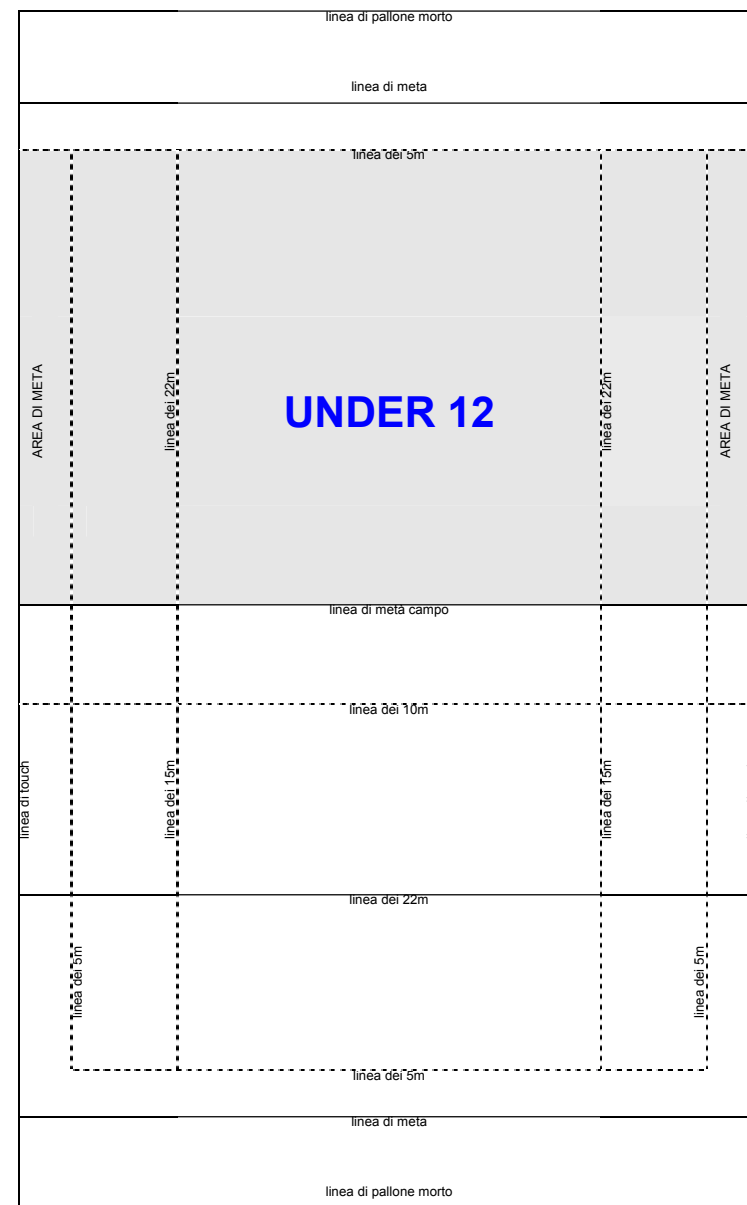 linea di pallone morto
linea di meta
linea dei 5m
AREA DI META
linea dei 22m
UNDER 12
linea dei 22m
AREA DI META
linea di metà campo
linea dei 10m
linea di touch
linea dei 15m
linea dei 15m
linea dei 22m
linea dei 5m
linea dei 5m
linea dei 5m
linea di meta
linea di pallone morto